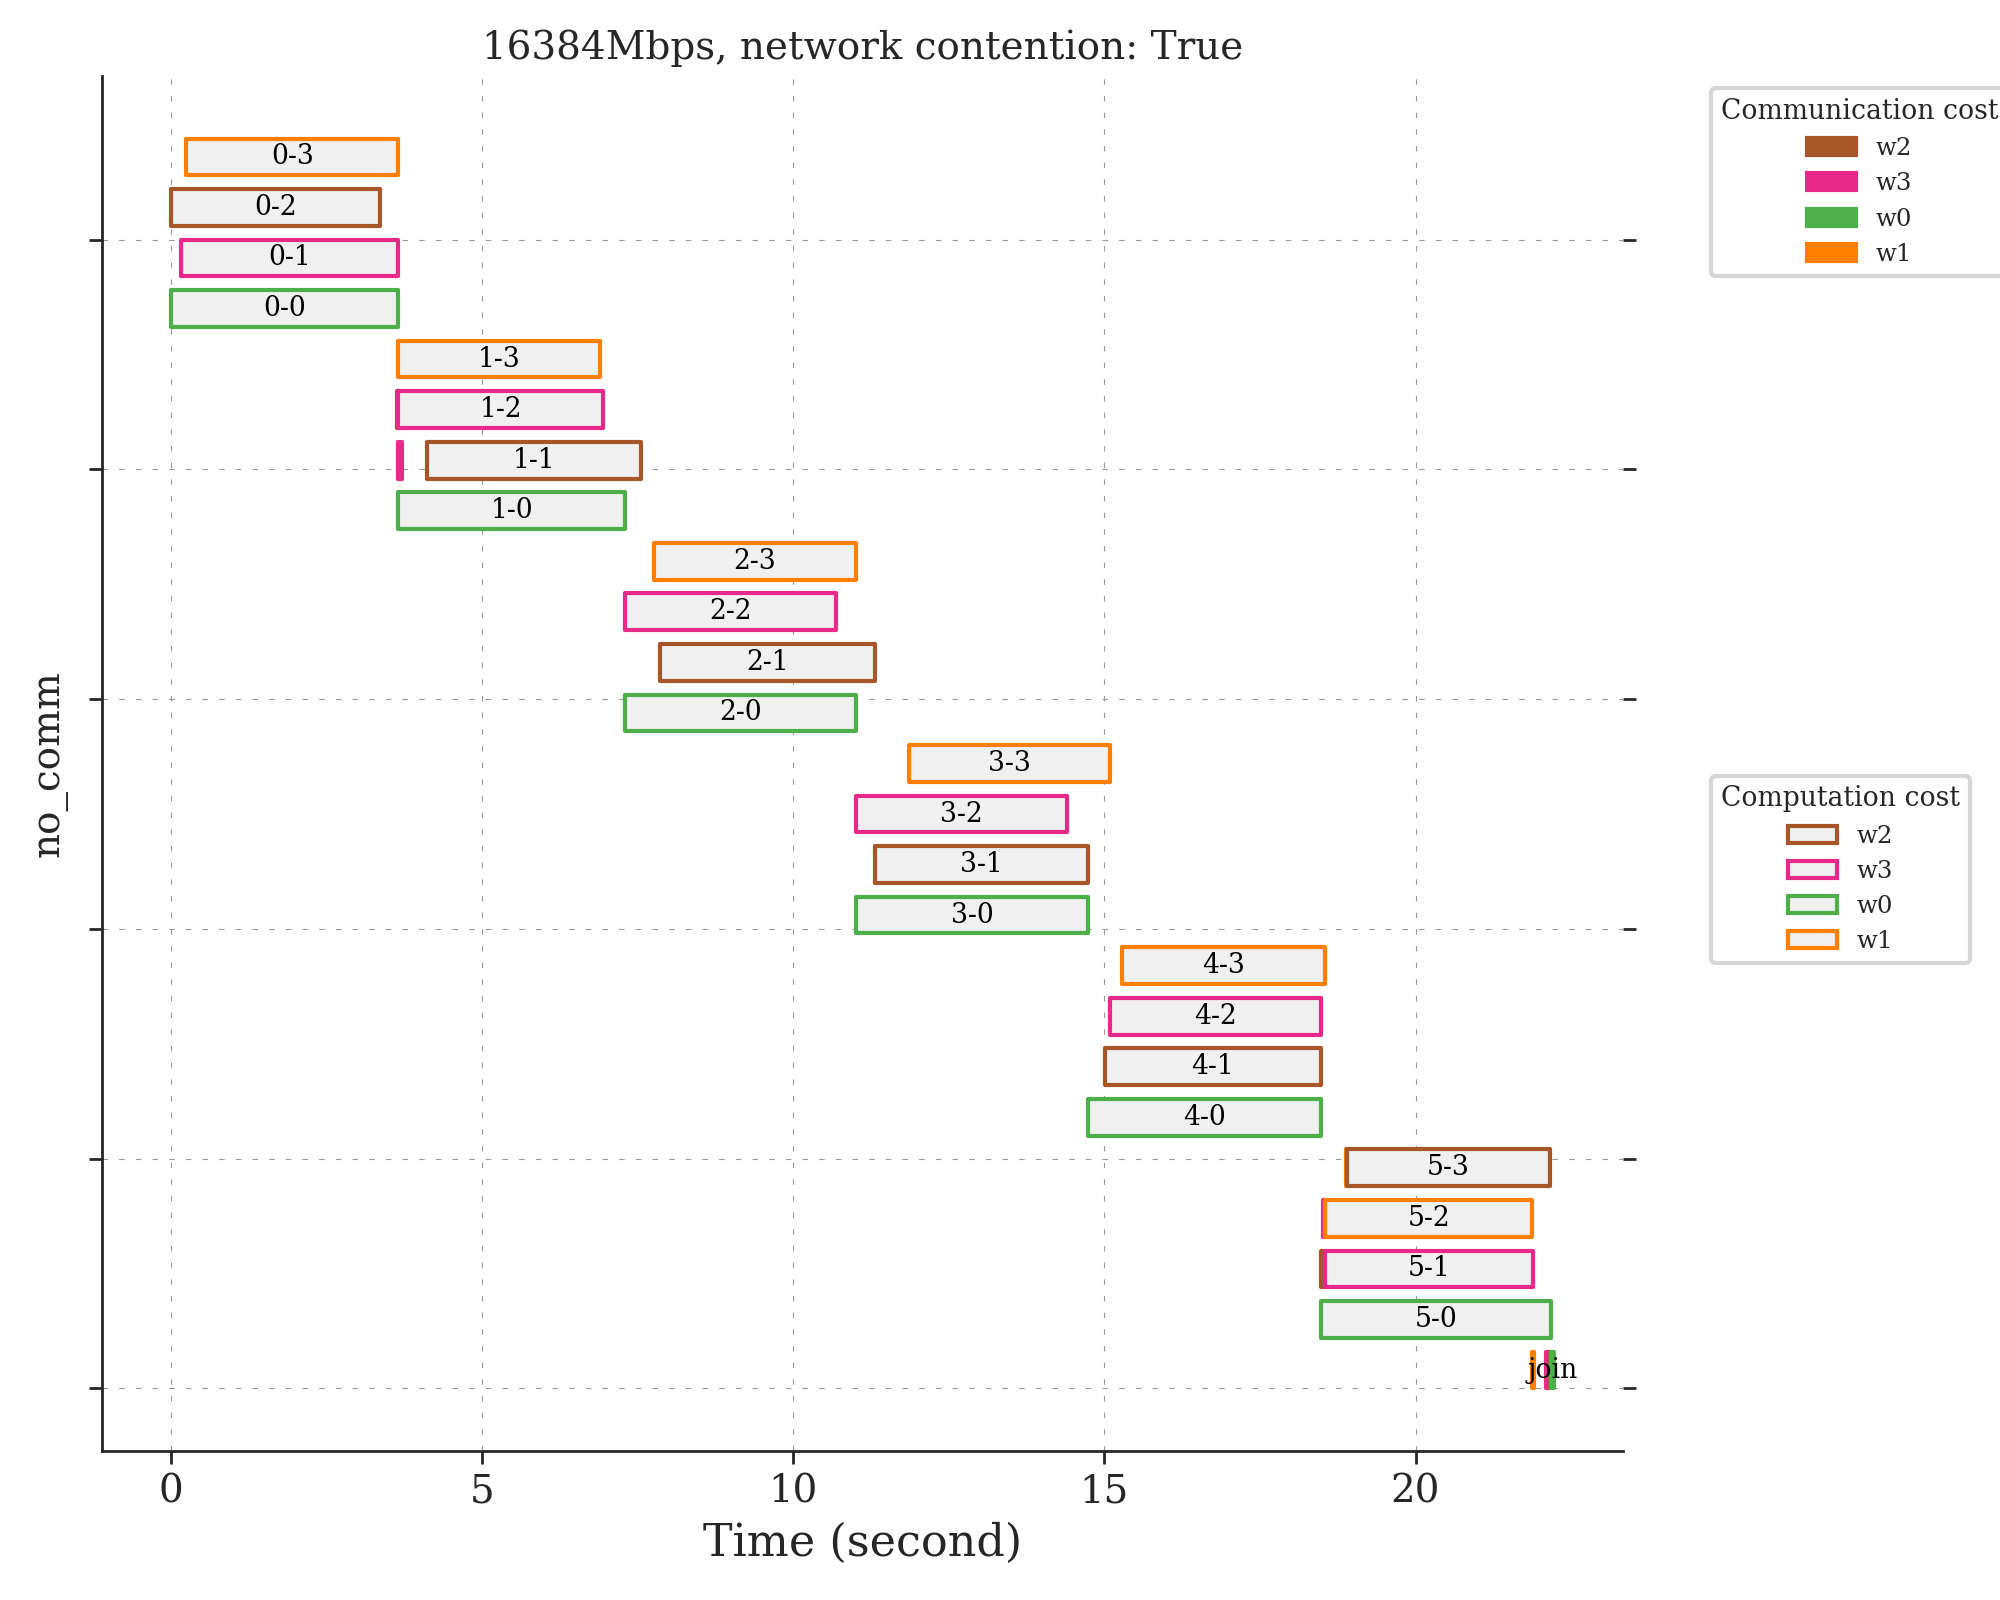 16384Mbps, network contention: True
Communication cost
w2
w3
w0
w1
0-3
0-2
0-1
0-0
1-3
1-2
1-1
1-0
2-3
2-2
2-1
2-0
no_comm
3-3
3-2
3-1
3-0
Computation cost
w2
w3
w0
w1
4-3
4-2
4-1
4-0
5-3
5-2
5-1
5-0
join
0 5 10 15 20
Time (second)